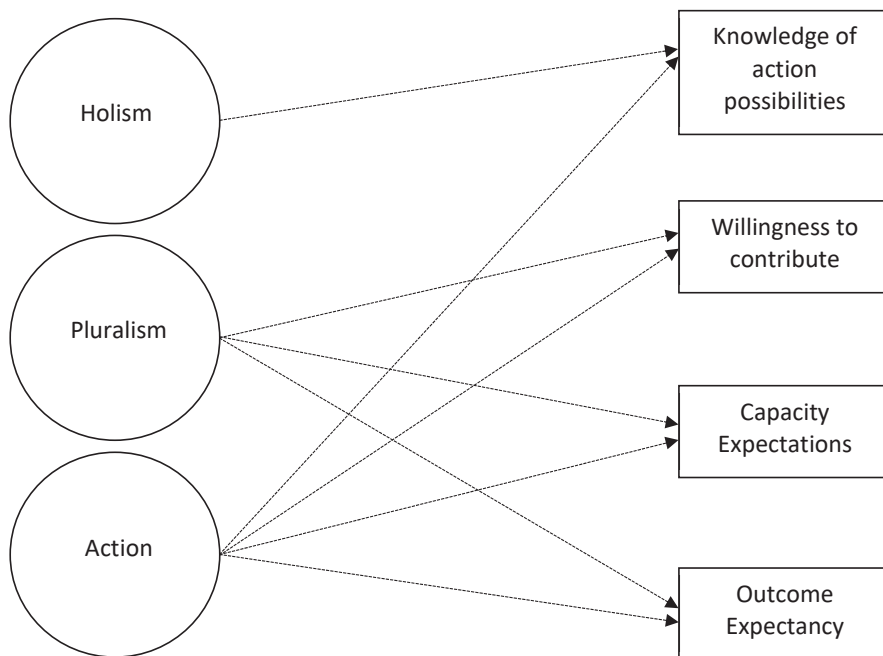 Holism
Pluralism
Action
Knowledge of
action
possibilities
Willingness to
contribute
Capacity
Expectations
Outcome
Expectancy